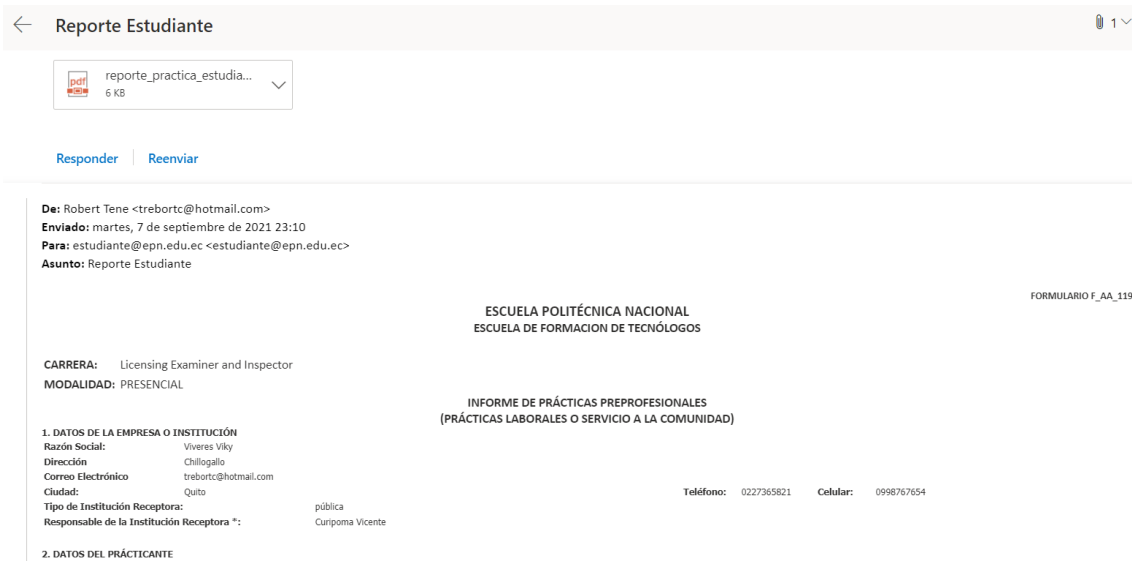 Reporte Estudiante
1
reporte_practica_estudia...
6 KB
Responder
Reenviar
De: Robert Tene <trebortc@hotmail.com>
Enviado: martes, 7 de septiembre de 2021 23:10
Para: estudiante@epn.edu.ec <estudiante@epn.edu.ec>
Asunto: Reporte Estudiante
FORMULARIO F_AA_119
ESCUELA POLITÉCNICA NACIONAL
ESCUELA DE FORMACION DE TECNÓLOGOS
CARRERA: Licensing Examiner and Inspector
MODALIDAD: PRESENCIAL
INFORME DE PRÁCTICAS PREPROFESIONALES
(PRÁCTICAS LABORALES O SERVICIO A LA COMUNIDAD)
1. DATOS DE LA EMPRESA O INSTITUCIÓN
Razón Social: Viveres Viky
Dirección Chillogallo
Correo Electrónico trebortc@hotmail.com
Ciudad: Quito Teléfono: 0227365821 Celular: 0998767654
Tipo de Institución Receptora: pública
Responsable de la Institución Receptora *: Curipoma Vicente
2. DATOS DEL PRÁCTICANTE